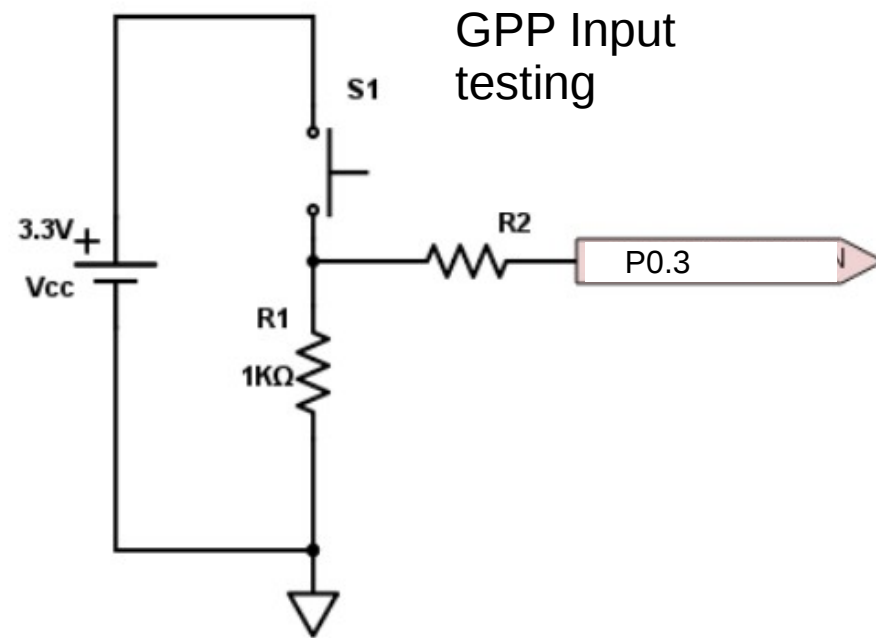 GPP Input
testing
S1
3.3V
+
Vcc
R2
P0.3
R1
1KΩ